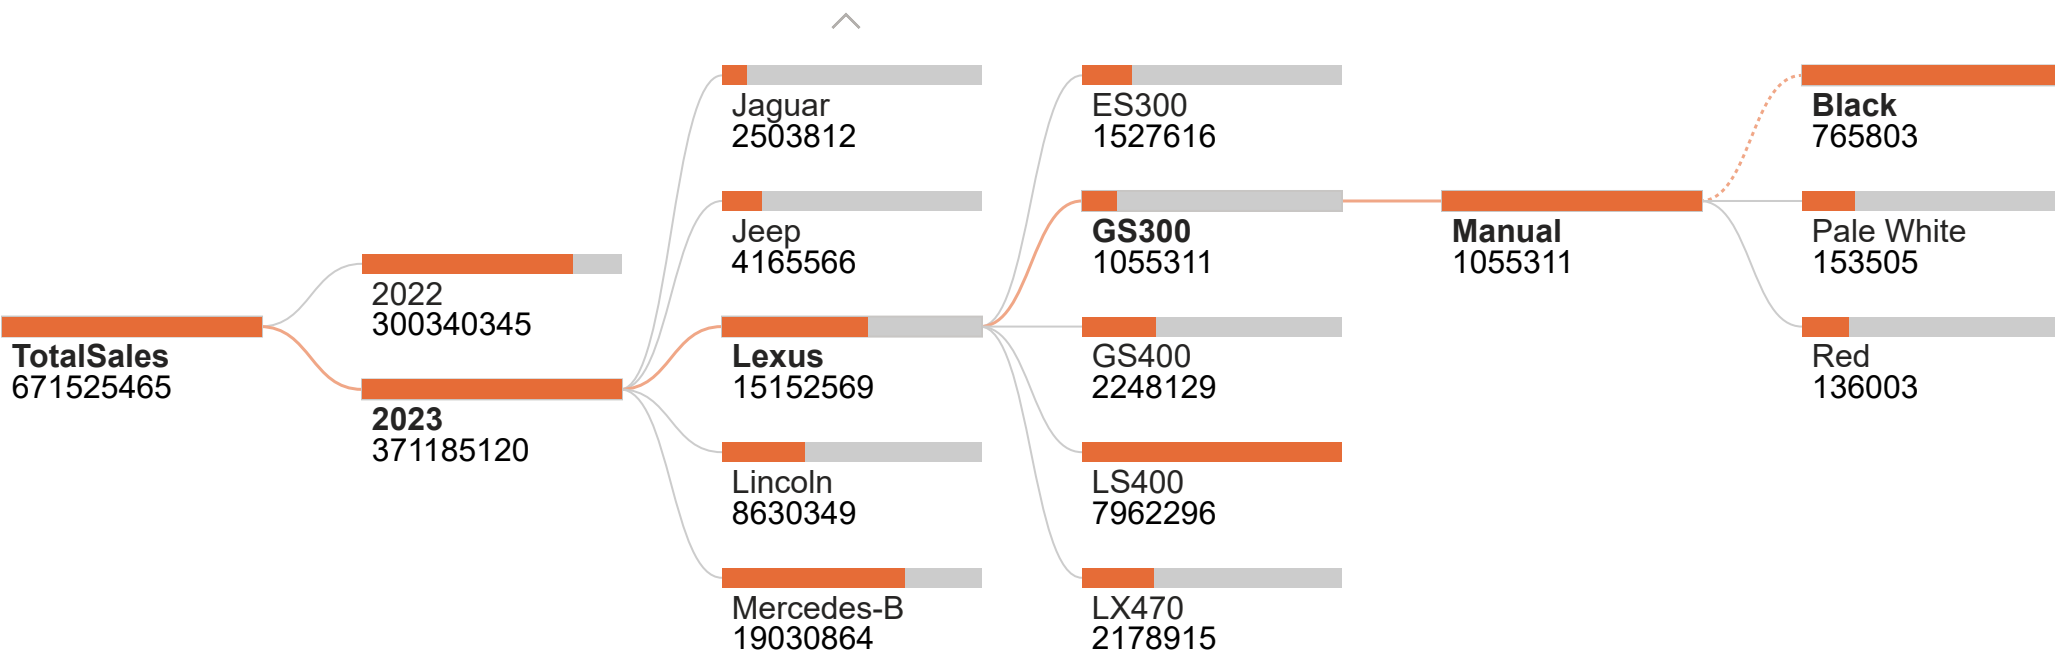 TotalSales
671525465
2022
300340345
2023
371185120
Jaguar
2503812
Jeep
4165566
Lexus
15152569
Lincoln
8630349
Mercedes-B
19030864
ES300
1527616
GS300
1055311
GS400
2248129
LS400
7962296
LX470
2178915
Manual
1055311
Black
765803
Pale White
153505
Red
136003